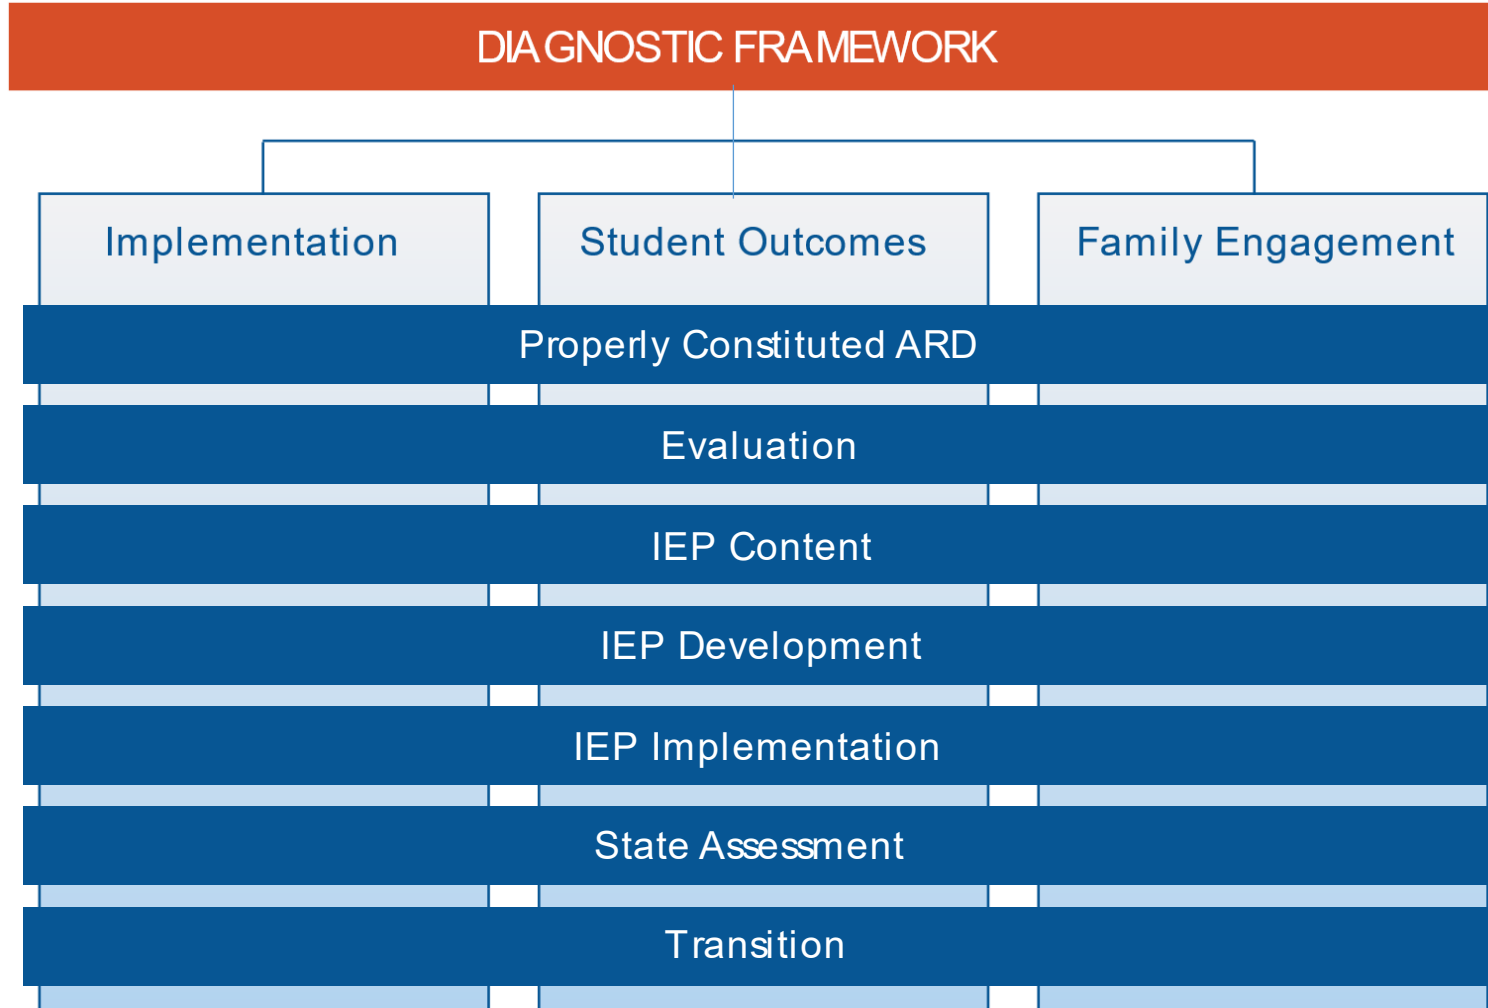 DIAGNOSTIC FRAMEWORK
Implementation
Student Outcomes
Family Engagement
Properly Constituted ARD
Evaluation
IEP Content
IEP Development
IEP Implementation
State Assessment
Transition